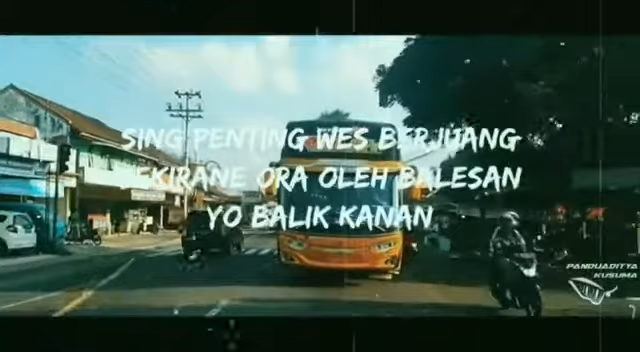 SING PENTING WES BERJUANG
EKIRANE ORA OLEH BALESAN
YO BALIK KANAN
PANDUADITYA
KUSUMA